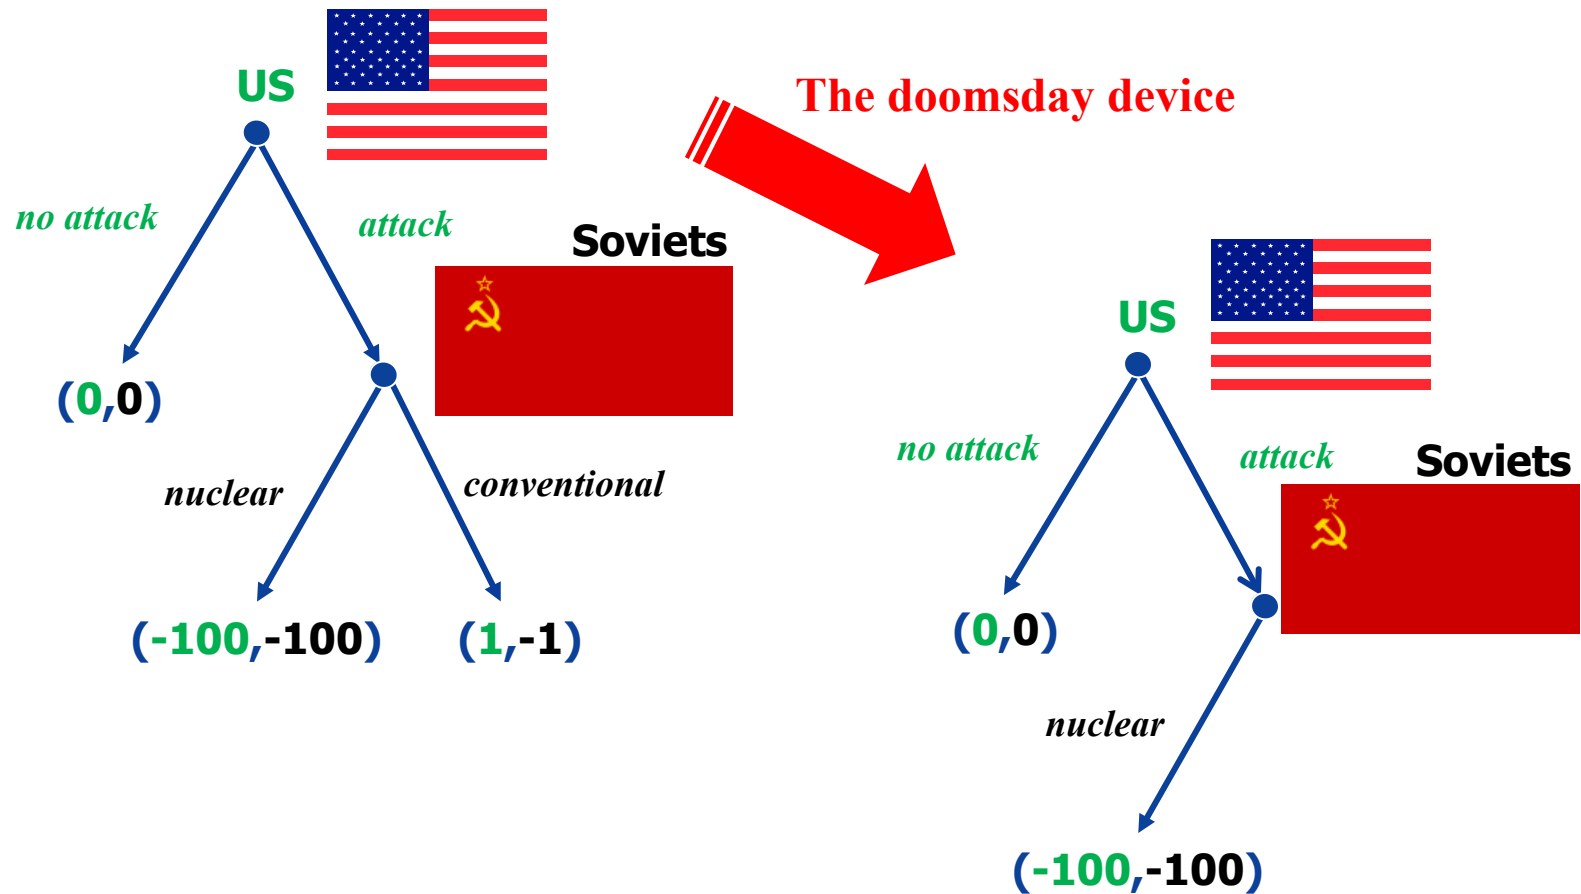 US
The doomsday device
no attack
attack
Soviets
(0,0)
nuclear
conventional
(-100,-100)
(1,-1)
US
no attack
attack
Soviets
(0,0)
nuclear
(-100,-100)